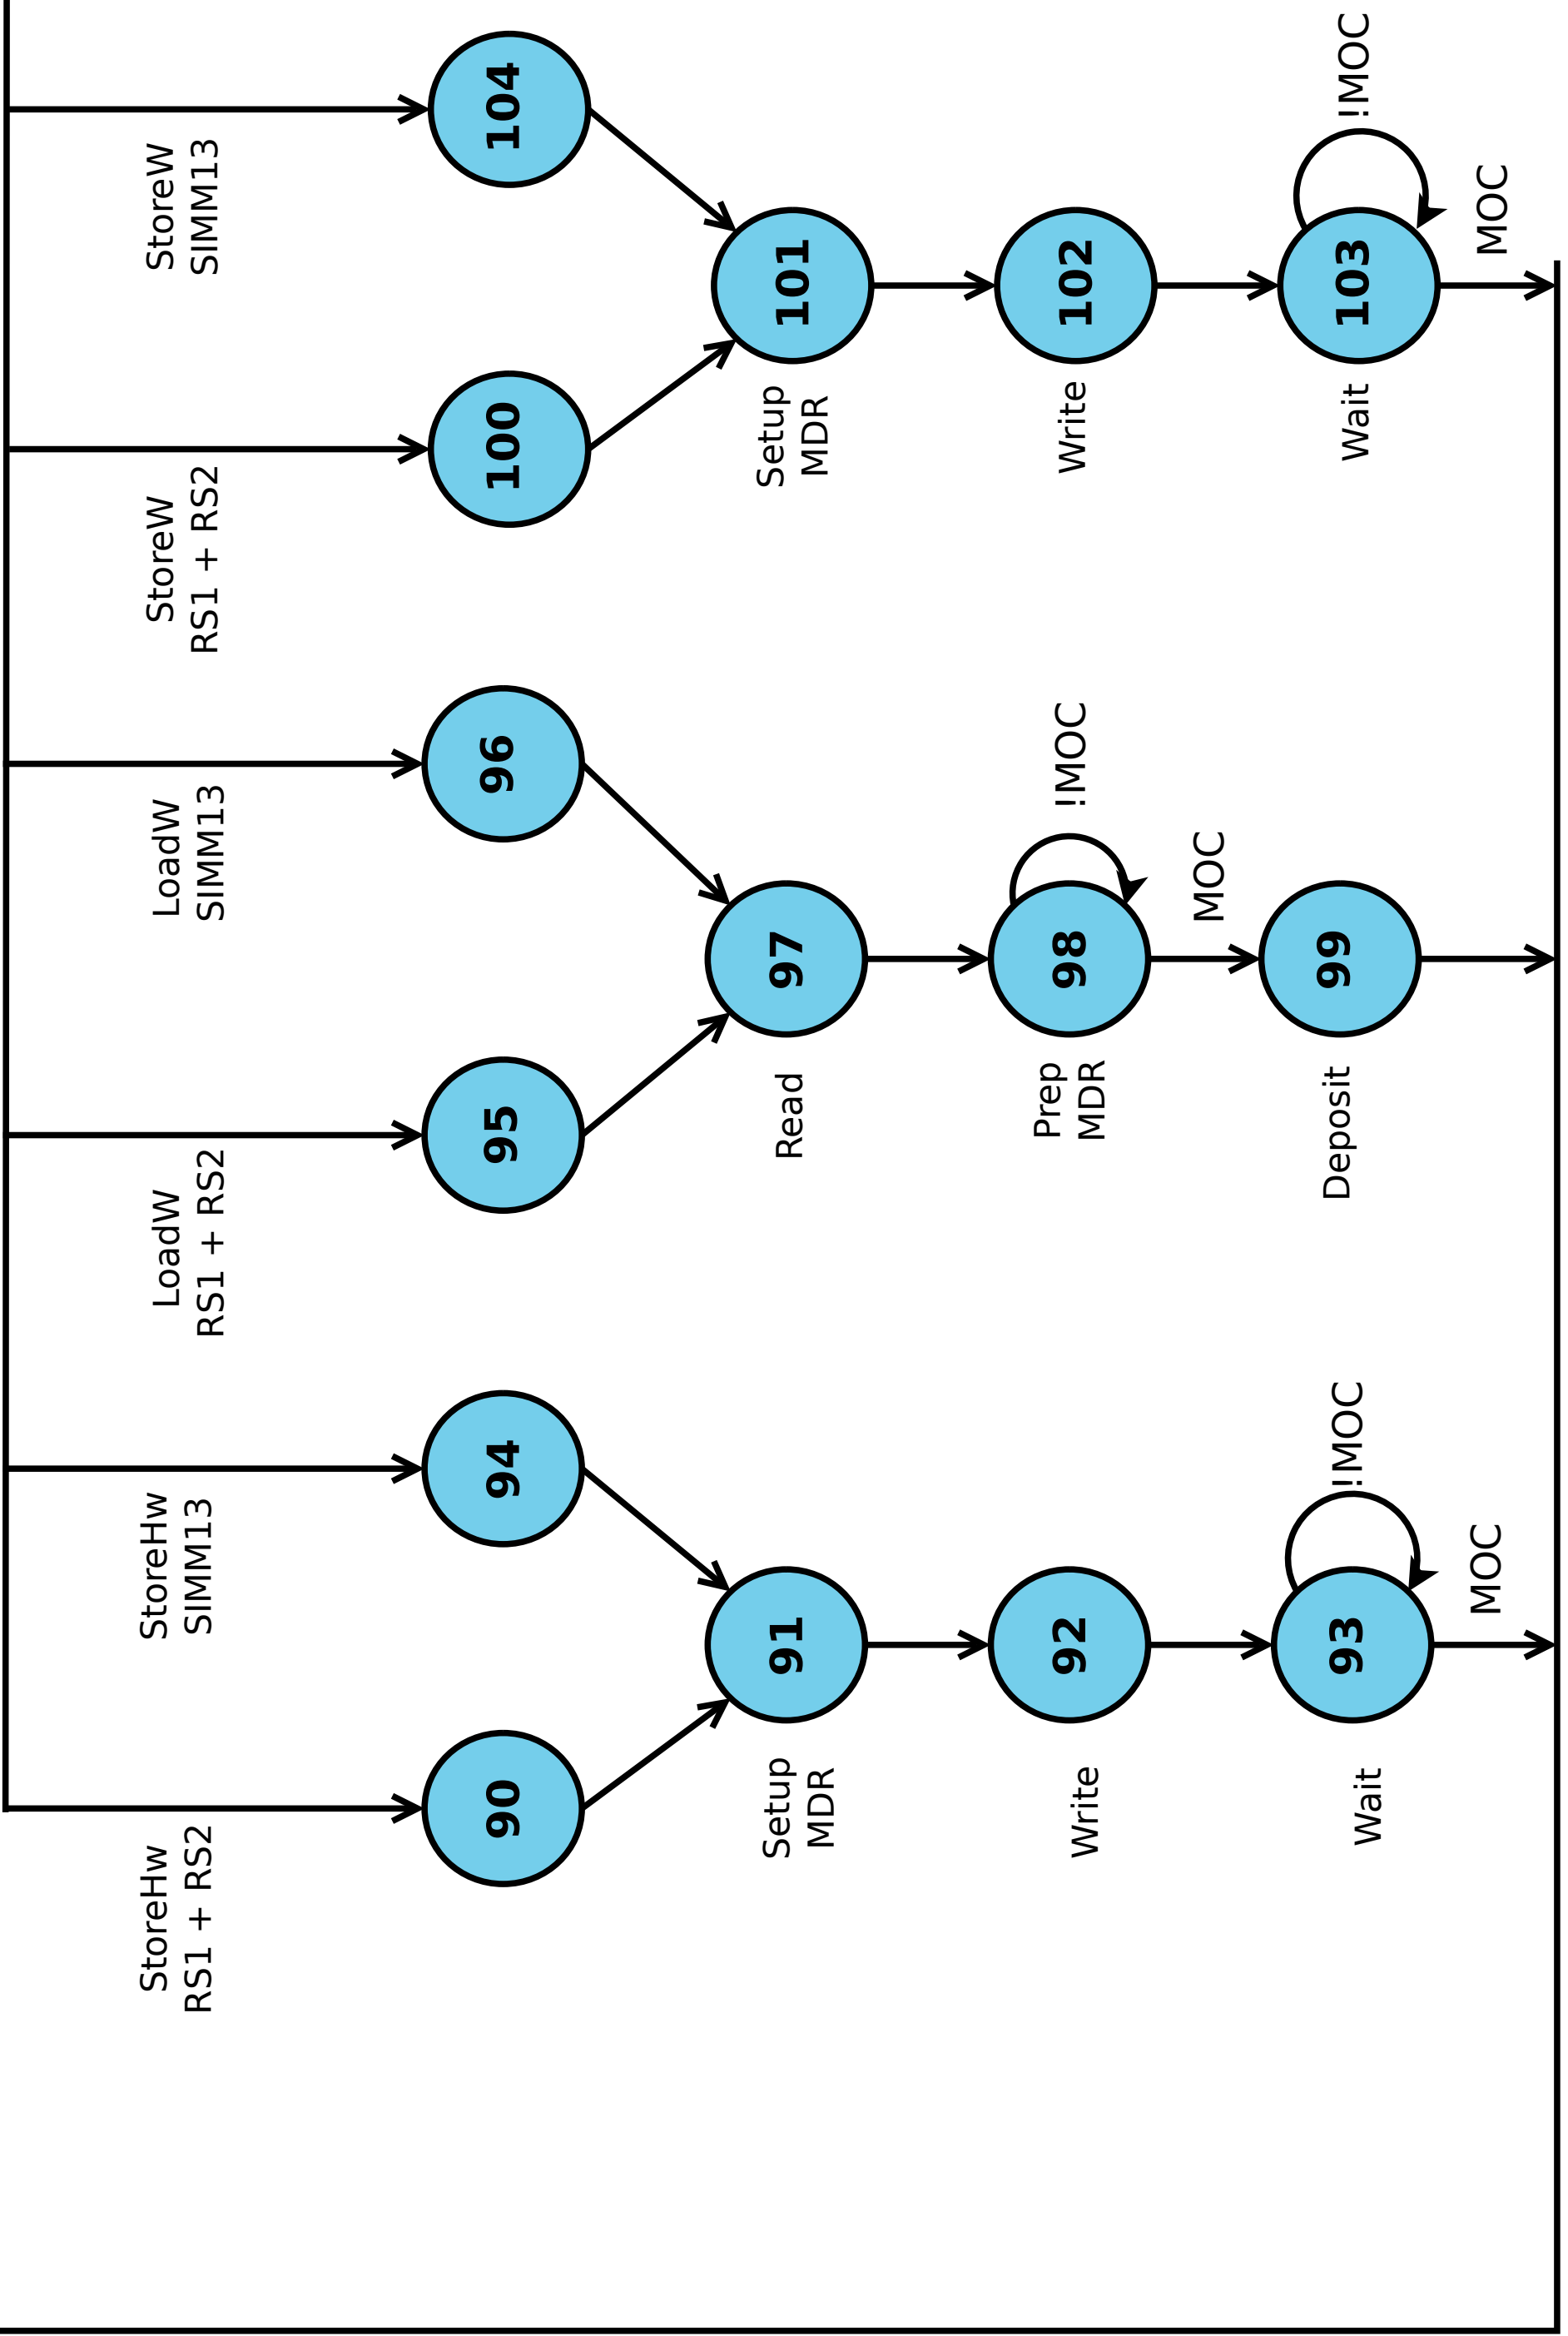 StoreHw
RS1 + RS2
StoreHw
SIMM13
LoadW
RS1 + RS2
LoadW
SIMM13
StoreW
RS1 + RS2
StoreW
SIMM13
90
94
95
96
100
104
Setup
MDR
91
Read
97
Setup
MDR
101
Write
92
Prep
MDR
98
!MOC
Write
102
MOC
Wait
93
!MOC
Deposit
99
Wait
103
!MOC
MOC
MOC